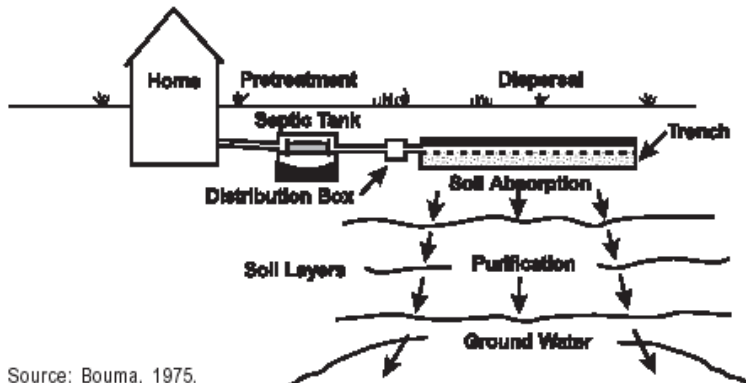 Home
Pretreatment
Dispersal
Septic Tank
Trench
Distribution Box
Soil Absorption
Soil Layers
Purification
Ground Water
Source: Bouma, 1975.